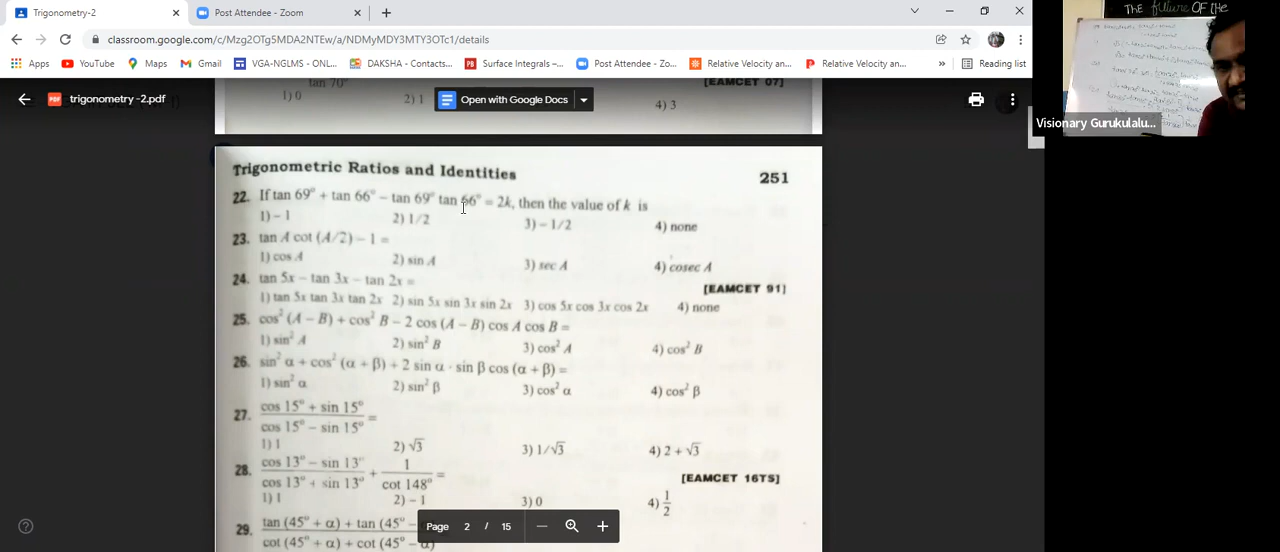 Trigonometry-2
Post Attendee - Zoom
classroom.google.com/c/Mzg2OTg5MDA2NTEw/a/NDMyMDY3MTY3OTc1/details
Apps YouTube Maps Gmail VGA-NGLMS - ONL... DAKSHA - Content... Surface Integrals –... Post Attendee - Zo... Relative Velocity an... Relative Velocity an... » Reading list
THE future OF the
trigonometry -2.pdf
Open with Google Docs
Visionary Gurukulalu...
tan 70°
[EAMCET 07]
1) 0 2) 1 4) 3
Trigonometric Ratios and Identities 251
22. If tan 69° + tan 66° − tan 69° tan 66° = 2k, then the value of k is
1) − 1 2) 1/2 3) − 1/2 4) none
23. tan A cot (A/2) − 1 =
1) cos A 2) sin A 3) sec A 4) cosec A
24. tan 5x − tan 3x − tan 2x =
[EAMCET 91]
1) tan 5x tan 3x tan 2x 2) sin 5x sin 3x sin 2x 3) cos 5x cos 3x cos 2x 4) none
25. cos² (A − B) + cos² B − 2 cos (A − B) cos A cos B =
1) sin² A 2) sin² B 3) cos² A 4) cos² B
26. sin² α + cos² (α + β) + 2 sin α · sin β cos (α + β) =
1) sin² α 2) sin² β 3) cos² α 4) cos² β
27. cos 15° + sin 15°
cos 15° − sin 15° =
1) 1 2) √3 3) 1/√3 4) 2 + √3
28. cos 13° − sin 13° + 1
cos 13° + sin 13° cot 148° =
[EAMCET 16TS]
1) 1 2) − 1 3) 0 4) 1/2
29. tan (45° + α) + tan (45° −
cot (45° + α) + cot (45° − α)
Page 2 / 15